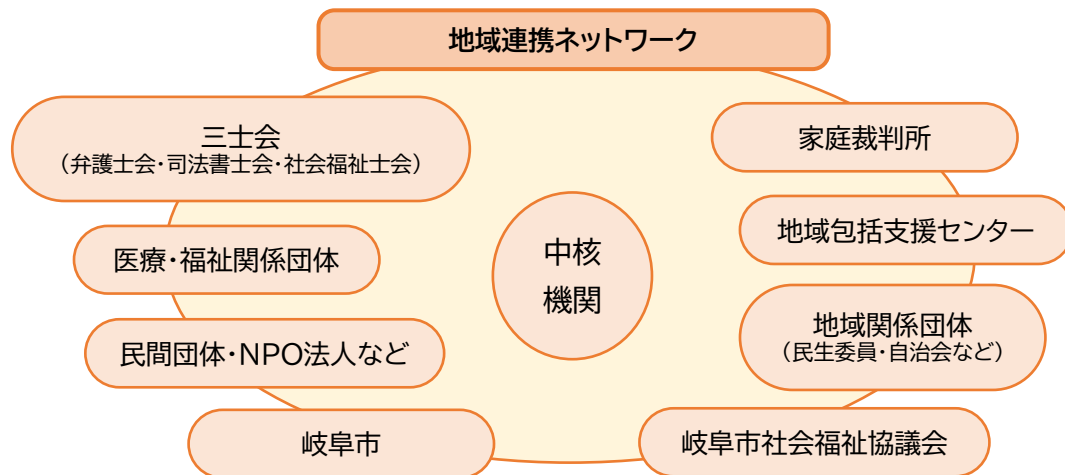 地域連携ネットワーク
三士会
(弁護士会・司法書士会・社会福祉士会)
医療・福祉関係団体
民間団体・NPO法人など
岐阜市
中核
機関
家庭裁判所
地域包括支援センター
地域関係団体
(民生委員・自治会など)
岐阜市社会福祉協議会